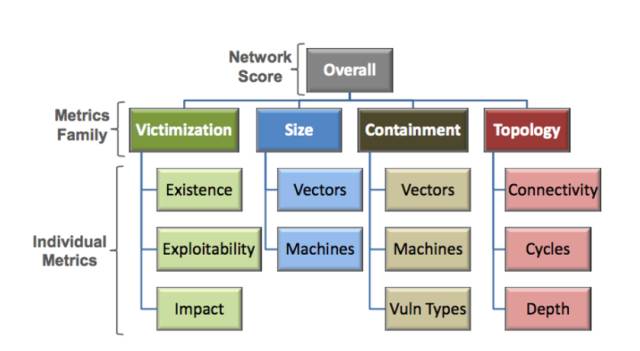 Network
Score
Overall
Metrics
Family
Victimization
Size
Containment
Topology
Individual
Metrics
Existence
Vectors
Vectors
Connectivity
Exploitability
Machines
Machines
Cycles
Impact
Vuln Types
Depth